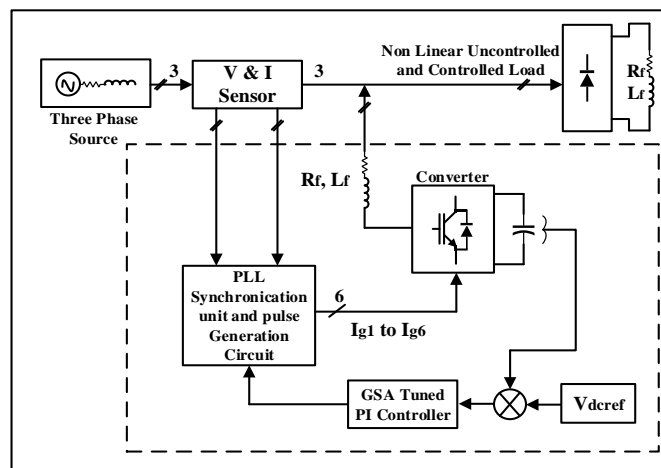 3
V & I
Sensor
3
Non Linear Uncontrolled
and Controlled Load
Rf
Lf
Three Phase
Source
Rf, Lf
Converter
PLL
Synchronication
unit and pulse
Generation
Circuit
6
Ig1 to Ig6
GSA Tuned
PI Controller
Vdcref